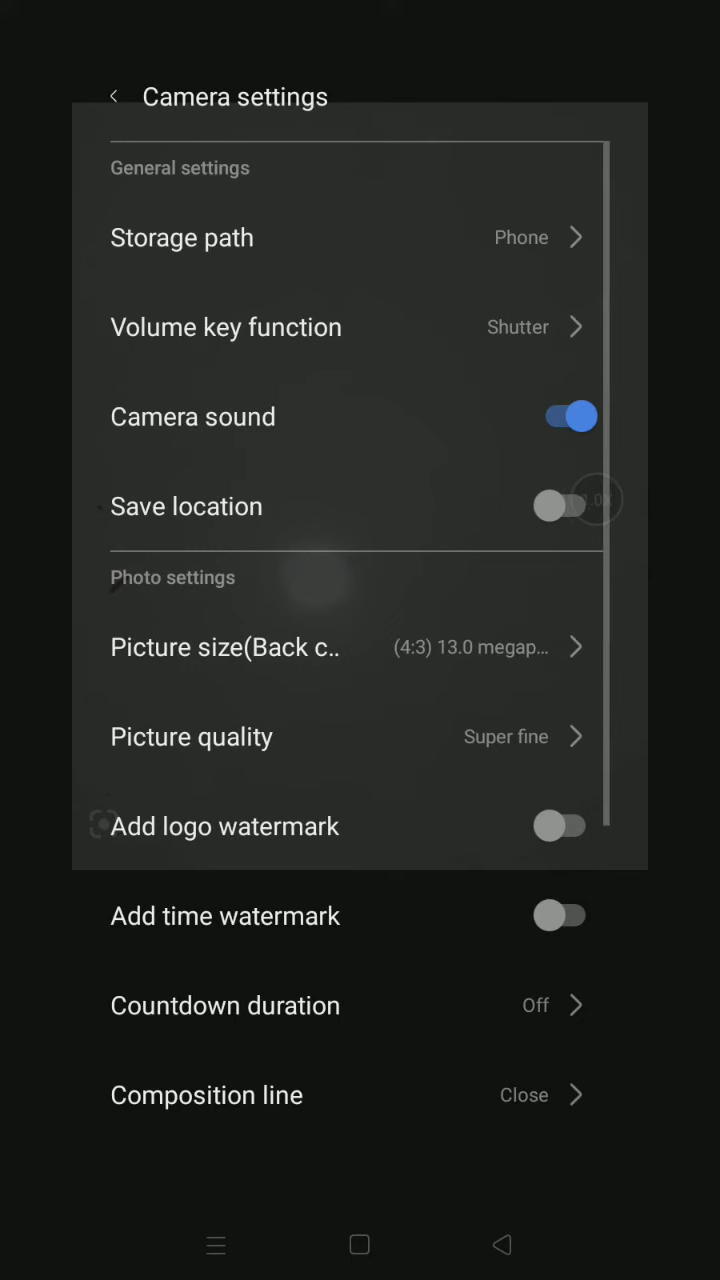 Camera settings
General settings
Storage path Phone
Volume key function Shutter
Camera sound
Save location
1.0X
Photo settings
Picture size(Back c.. (4:3) 13.0 megap...
Picture quality Super fine
Add logo watermark
Add time watermark
Countdown duration Off
Composition line Close